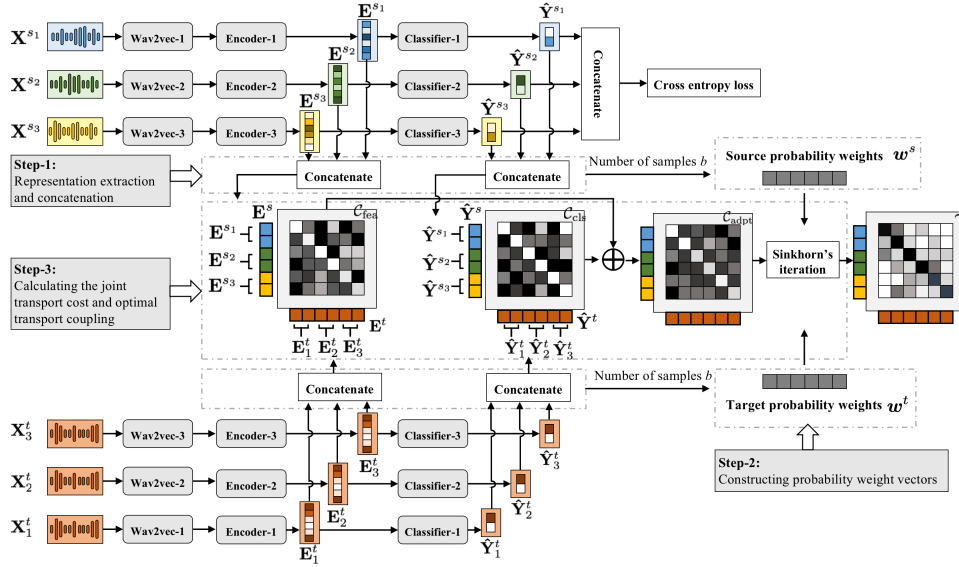 X^{s_1} Wav2vec-1 Encoder-1 E^{s_1} Classifier-1 Ŷ^{s_1}
X^{s_2} Wav2vec-2 Encoder-2 E^{s_2} Classifier-2 Ŷ^{s_2} Concatenate Cross entropy loss
X^{s_3} Wav2vec-3 Encoder-3 E^{s_3} Classifier-3 Ŷ^{s_3}
Step-1:
Representation extraction
and concatenation
Concatenate
Concatenate
Number of samples b
Source probability weights w^s
E^s C_fea Ŷ^s C_cls C_adpt
E^{s_1} Ŷ^{s_1}
E^{s_2} Ŷ^{s_2}
E^{s_3} Ŷ^{s_3}
Sinkhorn's
iteration
Step-3:
Calculating the joint
transport cost and optimal
transport coupling
E^t Ŷ^t
E^t_1 E^t_2 E^t_3 Ŷ^t_1 Ŷ^t_2 Ŷ^t_3
Concatenate
Concatenate
Number of samples b
Target probability weights w^t
Step-2:
Constructing probability weight vectors
X^t_3 Wav2vec-3 Encoder-3 E^t_3 Classifier-3 Ŷ^t_3
X^t_2 Wav2vec-2 Encoder-2 E^t_2 Classifier-2 Ŷ^t_2
X^t_1 Wav2vec-1 Encoder-1 E^t_1 Classifier-1 Ŷ^t_1